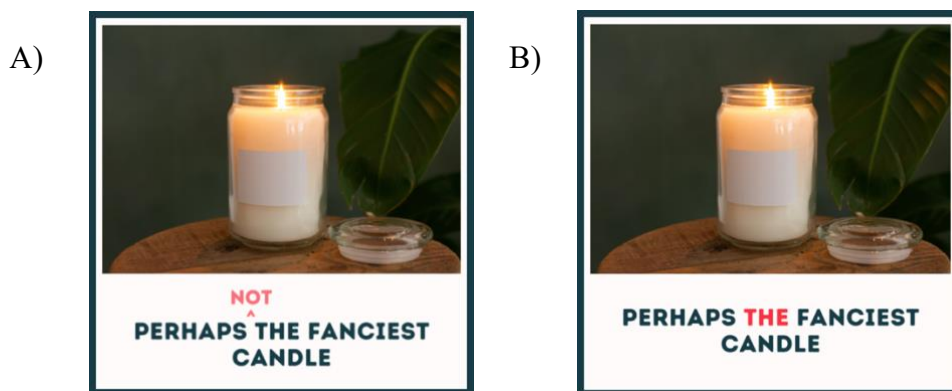 A)
NOT
^
PERHAPS THE FANCIEST
CANDLE
B)
PERHAPS THE FANCIEST
CANDLE